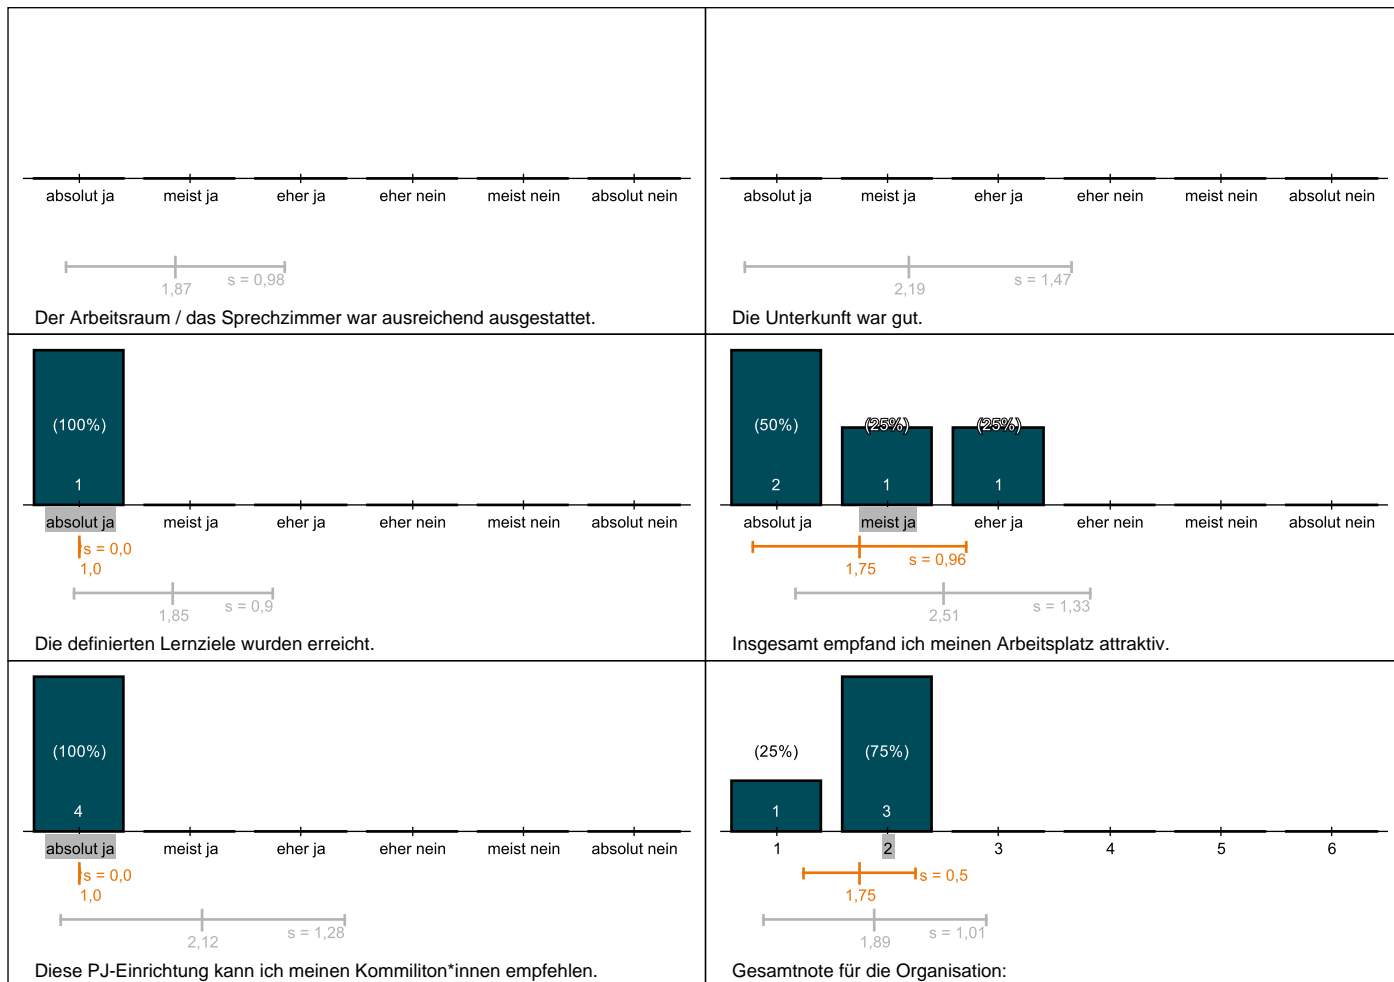 absolut ja meist ja eher ja eher nein meist nein absolut nein
s = 0,98
1,87
Der Arbeitsraum / das Sprechzimmer war ausreichend ausgestattet.
absolut ja meist ja eher ja eher nein meist nein absolut nein
s = 1,47
2,19
Die Unterkunft war gut.
(100%)
1
absolut ja meist ja eher ja eher nein meist nein absolut nein
s = 0,0
1,0
s = 0,9
1,85
Die definierten Lernziele wurden erreicht.
(50%) (25%) (25%)
2 1 1
absolut ja meist ja eher ja eher nein meist nein absolut nein
s = 0,96
1,75
s = 1,33
2,51
Insgesamt empfand ich meinen Arbeitsplatz attraktiv.
(100%)
4
absolut ja meist ja eher ja eher nein meist nein absolut nein
s = 0,0
1,0
s = 1,28
2,12
Diese PJ-Einrichtung kann ich meinen Kommiliton*innen empfehlen.
(25%) (75%)
1 3
1 2 3 4 5 6
s = 0,5
1,75
s = 1,01
1,89
Gesamtnote für die Organisation: